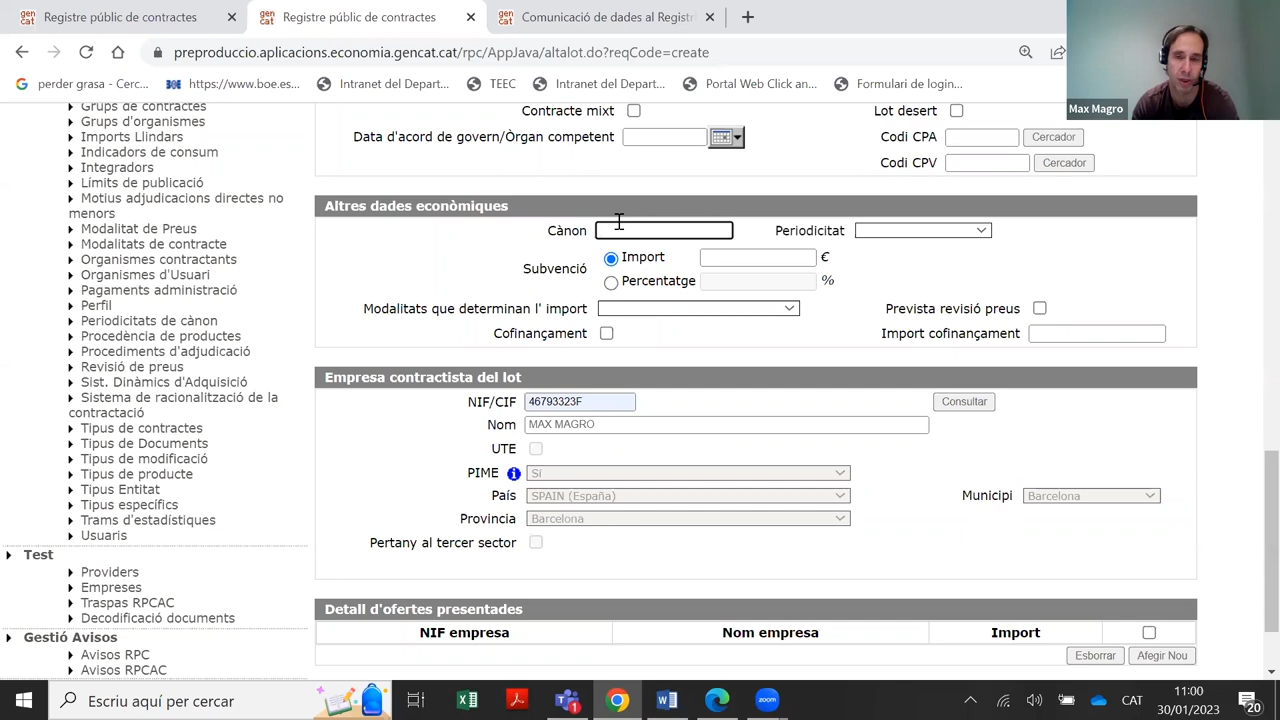 Registre públic de contractes
Registre públic de contractes
Comunicació de dades al Registr
preproduccio.aplicacions.economia.gencat.cat/rpc/AppJava/altalot.do?reqCode=create
perder grasa - Cerc...
https://www.boe.es...
Intranet del Depart...
TEEC
Intranet del Depart...
Portal Web Click an...
Formulari de login...
Max Magro
Grups de contractes
Grups d'organismes
Imports Llindars
Indicadors de consum
Integradors
Límits de publicació
Motius adjudicacions directes no
menors
Modalitat de Preus
Modalitats de contracte
Organismes contractants
Organismes d'Usuari
Pagaments administració
Perfil
Periodicitats de cànon
Procedència de productes
Procediments d'adjudicació
Revisió de preus
Sist. Dinàmics d'Adquisició
Sistema de racionalització de la
contractació
Tipus de contractes
Tipus de Documents
Tipus de modificació
Tipus de producte
Tipus Entitat
Tipus específics
Trams d'estadístiques
Usuaris
Test
Providers
Empreses
Traspas RPCAC
Decodificació documents
Gestió Avisos
Avisos RPC
Avisos RPCAC
Contracte mixt
Lot desert
Data d'acord de govern/Òrgan competent
Codi CPA
Cercador
Codi CPV
Cercador
Altres dades econòmiques
Cànon
Periodicitat
Subvenció
Import
€
Percentatge
%
Modalitats que determinan l' import
Prevista revisió preus
Cofinançament
Import cofinançament
Empresa contractista del lot
NIF/CIF
46793323F
Consultar
Nom
MAX MAGRO
UTE
PIME
Sí
País
SPAIN (España)
Municipi
Barcelona
Provincia
Barcelona
Pertany al tercer sector
Detall d'ofertes presentades
NIF empresa
Nom empresa
Import
Esborrar
Afegir Nou
Escriu aquí per cercar
CAT
11:00
30/01/2023
20